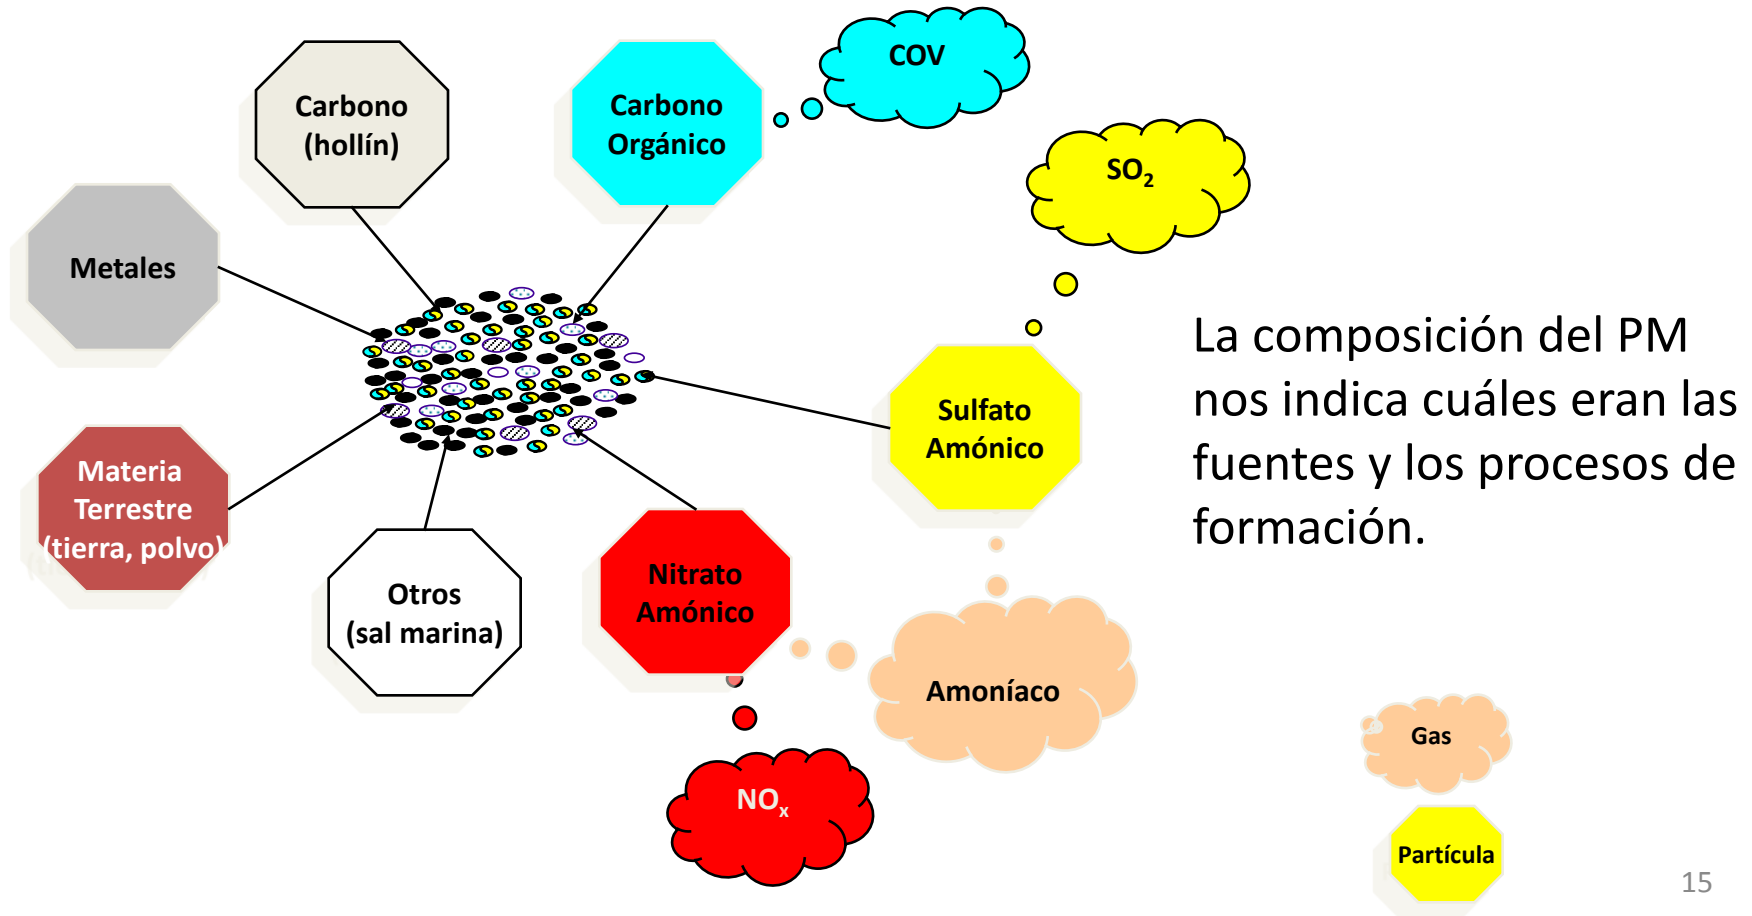 COV
Carbono
(hollín)
Carbono
Orgánico
SO₂
Metales
La composición del PM
nos indica cuáles eran las
fuentes y los procesos de
formación.
Sulfato
Amónico
Materia
Terrestre
(tierra, polvo)
Nitrato
Amónico
Otros
(sal marina)
Amoníaco
NOₓ
Gas
Partícula
15